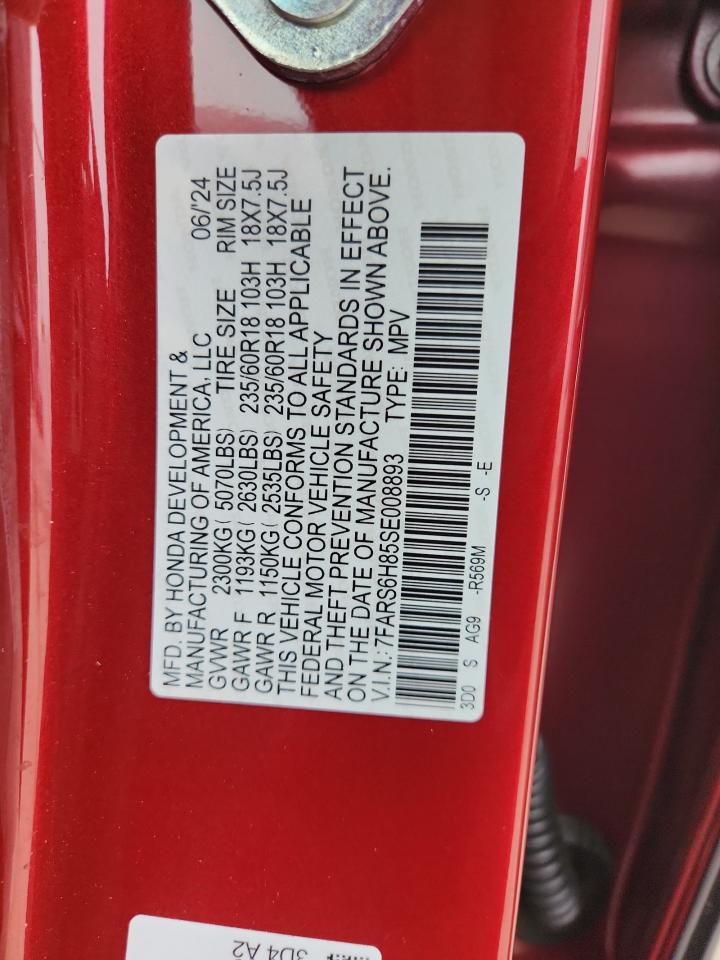 MFD. BY HONDA DEVELOPMENT &
MANUFACTURING OF AMERICA, LLC 06/'24
GVWR 2300KG( 5070LBS) TIRE SIZE RIM SIZE
GAWR F 1193KG( 2630LBS) 235/60R18 103H 18X7.5J
GAWR R 1150KG( 2535LBS) 235/60R18 103H 18X7.5J
THIS VEHICLE CONFORMS TO ALL APPLICABLE
FEDERAL MOTOR VEHICLE SAFETY
AND THEFT PREVENTION STANDARDS IN EFFECT
ON THE DATE OF MANUFACTURE SHOWN ABOVE.
V.I.N.: 7FARS6H85SE008893 TYPE: MPV
3D0 S AG9 -R569M -S -E
3D4 A2